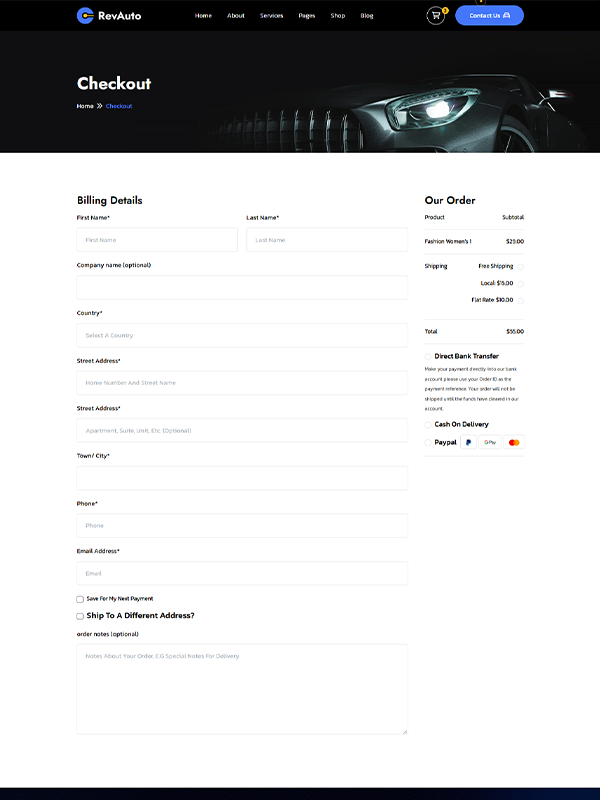 RevAuto
Home About Services Pages Shop Blog
Contact Us
Checkout
Home Checkout
Billing Details
First Name* Last Name*
First Name Last Name
Company name (optional)
Country*
Select A Country
Street Address*
Home Number And Street Name
Street Address*
Apartment, Suite, Unit, Etc (Optional)
Town/ City*
Phone*
Phone
Email Address*
Email
Save For My Next Payment
Ship To A Different Address?
order notes (optional)
Notes About Your Order, E.G Special Notes For Delivery
Our Order
Product Subtotal
Fashion Women's 1 $25.00
Shipping Free Shipping
Local: $15.00
Flat Rate: $10.00
Total $55.00
Direct Bank Transfer
Make your payment directly into our bank
account please use your Order ID as the
payment reference. Your order will not be
shipped until the funds have cleared in our
account.
Cash On Delivery
Paypal G Pay